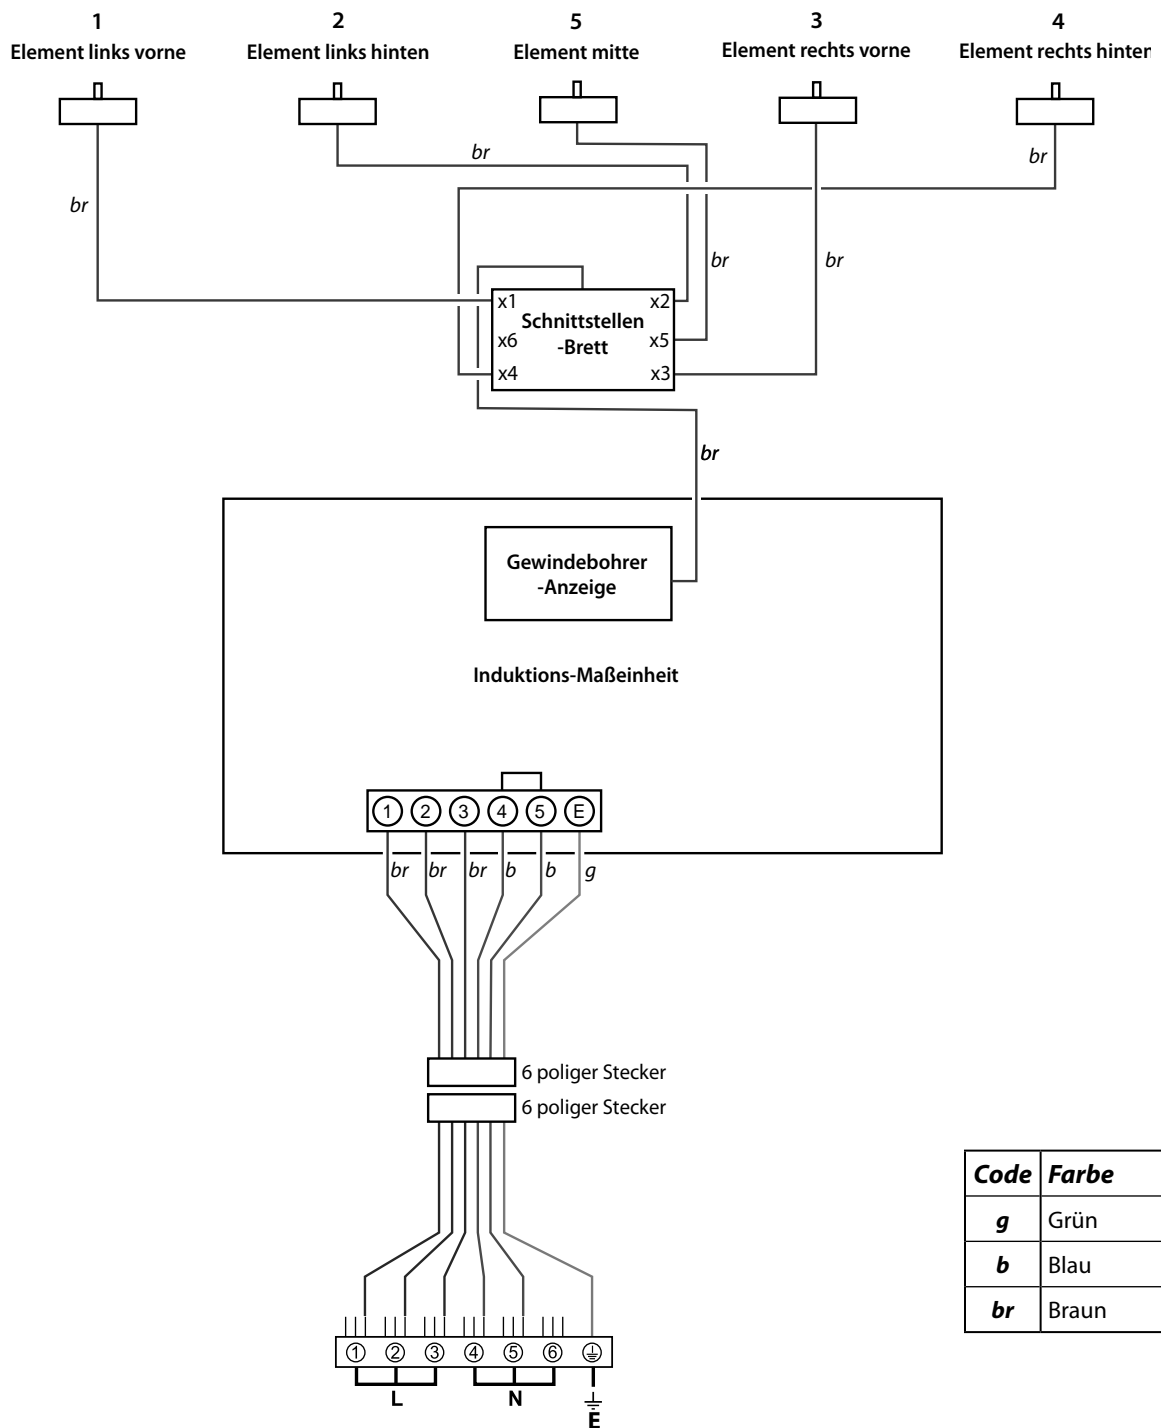 1
Element links vorne
2
Element links hinten
5
Element mitte
3
Element rechts vorne
4
Element rechts hinten
br
br
br
br
br
x1
x2
Schnittstellen
-Brett
x6
x5
x4
x3
br
Gewindebohrer
-Anzeige
Induktions-Maßeinheit
1 2 3 4 5 E
br br br b b g
6 poliger Stecker
6 poliger Stecker
Code Farbe
g Grün
b Blau
br Braun
1 2 3 4 5 6
L N
E